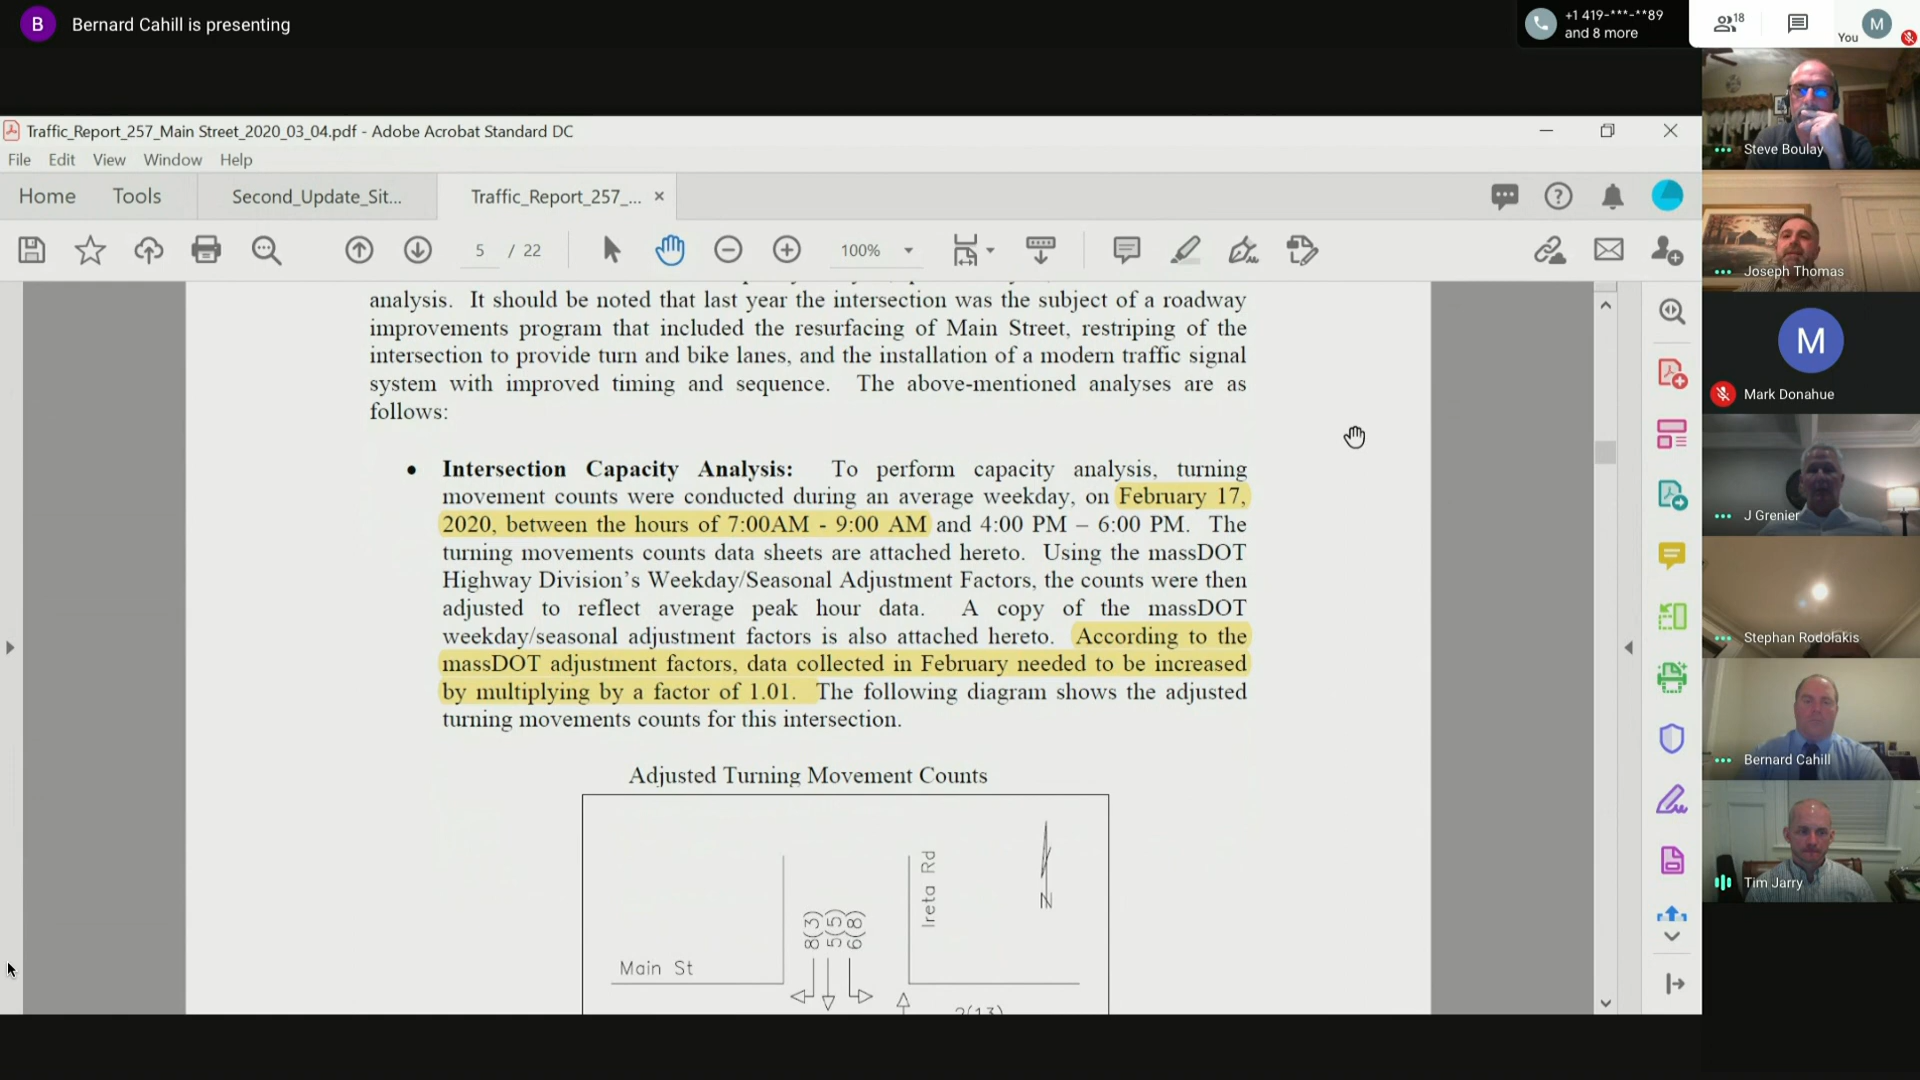 B Bernard Cahill is presenting
+1 419-***-**89
and 8 more
18
You
M
Traffic_Report_257_Main Street_2020_03_04.pdf - Adobe Acrobat Standard DC
File Edit View Window Help
Home Tools Second_Update_Sit... Traffic_Report_257_... ×
5 / 22 100%
analysis. It should be noted that last year the intersection was the subject of a roadway
improvements program that included the resurfacing of Main Street, restriping of the
intersection to provide turn and bike lanes, and the installation of a modern traffic signal
system with improved timing and sequence. The above-mentioned analyses are as
follows:
• Intersection Capacity Analysis: To perform capacity analysis, turning
movement counts were conducted during an average weekday, on February 17,
2020, between the hours of 7:00AM - 9:00 AM and 4:00 PM – 6:00 PM. The
turning movements counts data sheets are attached hereto. Using the massDOT
Highway Division's Weekday/Seasonal Adjustment Factors, the counts were then
adjusted to reflect average peak hour data. A copy of the massDOT
weekday/seasonal adjustment factors is also attached hereto. According to the
massDOT adjustment factors, data collected in February needed to be increased
by multiplying by a factor of 1.01. The following diagram shows the adjusted
turning movements counts for this intersection.
Adjusted Turning Movement Counts
8(3)
5(5)
6(8)
Ireta Rd
N
Main St
2(13)
Steve Boulay
Joseph Thomas
M
Mark Donahue
J Grenier
Stephan Rodolakis
Bernard Cahill
Tim Jarry